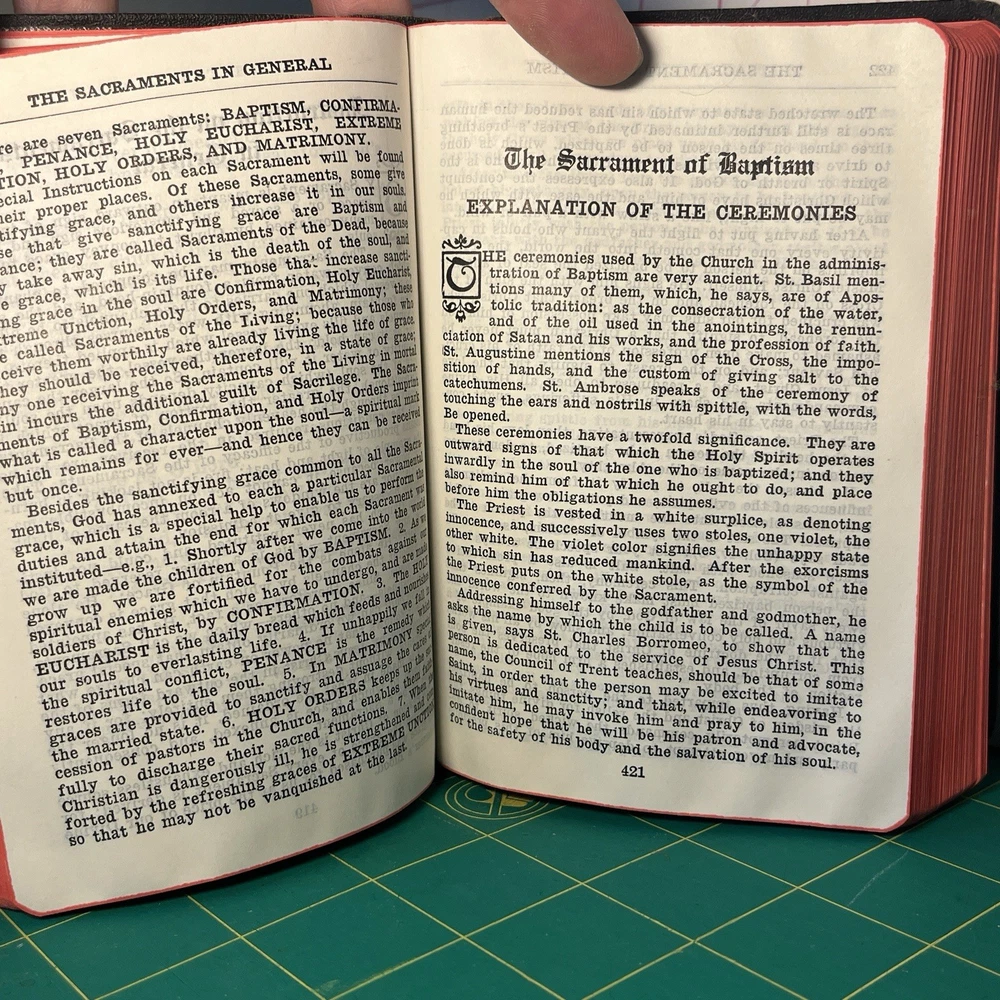 THE SACRAMENTS IN GENERAL
re are seven Sacraments: BAPTISM, CONFIRMA-
, PENANCE, HOLY EUCHARIST, EXTREME
TION, HOLY ORDERS, AND MATRIMONY.
ecial Instructions on each Sacrament will be found
heir proper places. Of these Sacraments, some give
tifying grace, and others increase it in our souls.
se that give sanctifying grace are Baptism and
ance; they are called Sacraments of the Dead, because
y take away sin, which is the death of the soul, and
e grace, which is its life. Those that increase sancti-
ng grace in the soul are Confirmation, Holy Eucharist,
xtreme Unction, Holy Orders, and Matrimony; these
e called Sacraments of the Living; because those who
ceive them worthily are already living the life of grace.
hey should be received, therefore, in a state of grace;
ny one receiving the Sacraments of the Living in mortal
in incurs the additional guilt of Sacrilege. The Sacra-
ments of Baptism, Confirmation, and Holy Orders imprint
what is called a character upon the soul—a spiritual mark
which remains for ever—and hence they can be received
but once.
Besides the sanctifying grace common to all the Sacra-
ments, God has annexed to each a particular Sacramental
grace, which is a special help to enable us to perform the
duties and attain the end for which each Sacrament was
instituted—e.g., 1. Shortly after we come into the world
we are made the children of God by BAPTISM. 2. As we
grow up we are fortified for the combats against our
spiritual enemies which we have to undergo, and are made
soldiers of Christ, by CONFIRMATION. 3. The HOLY
EUCHARIST is the daily bread which feeds and nourishes
our souls to everlasting life. 4. If unhappily we fall in
the spiritual conflict, PENANCE is the remedy which
restores life to the soul. 5. In MATRIMONY special
graces are provided to sanctify and assuage the cares of
the married state. 6. HOLY ORDERS keeps up the suc-
cession of pastors in the Church, and enables them faith-
fully to discharge their sacred functions. 7. When the
Christian is dangerously ill, he is strengthened and com-
forted by the refreshing graces of EXTREME UNCTION
so that he may not be vanquished at the last.
The Sacrament of Baptism
EXPLANATION OF THE CEREMONIES
THE ceremonies used by the Church in the adminis-
tration of Baptism are very ancient. St. Basil men-
tions many of them, which, he says, are of Apos-
tolic tradition: as the consecration of the water,
and of the oil used in the anointings, the renun-
ciation of Satan and his works, and the profession of faith.
St. Augustine mentions the sign of the Cross, the impo-
sition of hands, and the custom of giving salt to the
catechumens. St. Ambrose speaks of the ceremony of
touching the ears and nostrils with spittle, with the words,
Be opened.
These ceremonies have a twofold significance. They are
outward signs of that which the Holy Spirit operates
inwardly in the soul of the one who is baptized; and they
also remind him of that which he ought to do, and place
before him the obligations he assumes.
The Priest is vested in a white surplice, as denoting
innocence, and successively uses two stoles, one violet, the
other white. The violet color signifies the unhappy state
to which sin has reduced mankind. After the exorcisms
the Priest puts on the white stole, as the symbol of the
innocence conferred by the Sacrament.
Addressing himself to the godfather and godmother, he
asks the name by which the child is to be called. A name
is given, says St. Charles Borromeo, to show that the
person is dedicated to the service of Jesus Christ. This
name, the Council of Trent teaches, should be that of some
Saint, in order that the person may be excited to imitate
his virtues and sanctity; and that, while endeavoring to
imitate him, he may invoke him and pray to him, in the
confident hope that he will be his patron and advocate,
for the safety of his body and the salvation of his soul.
421